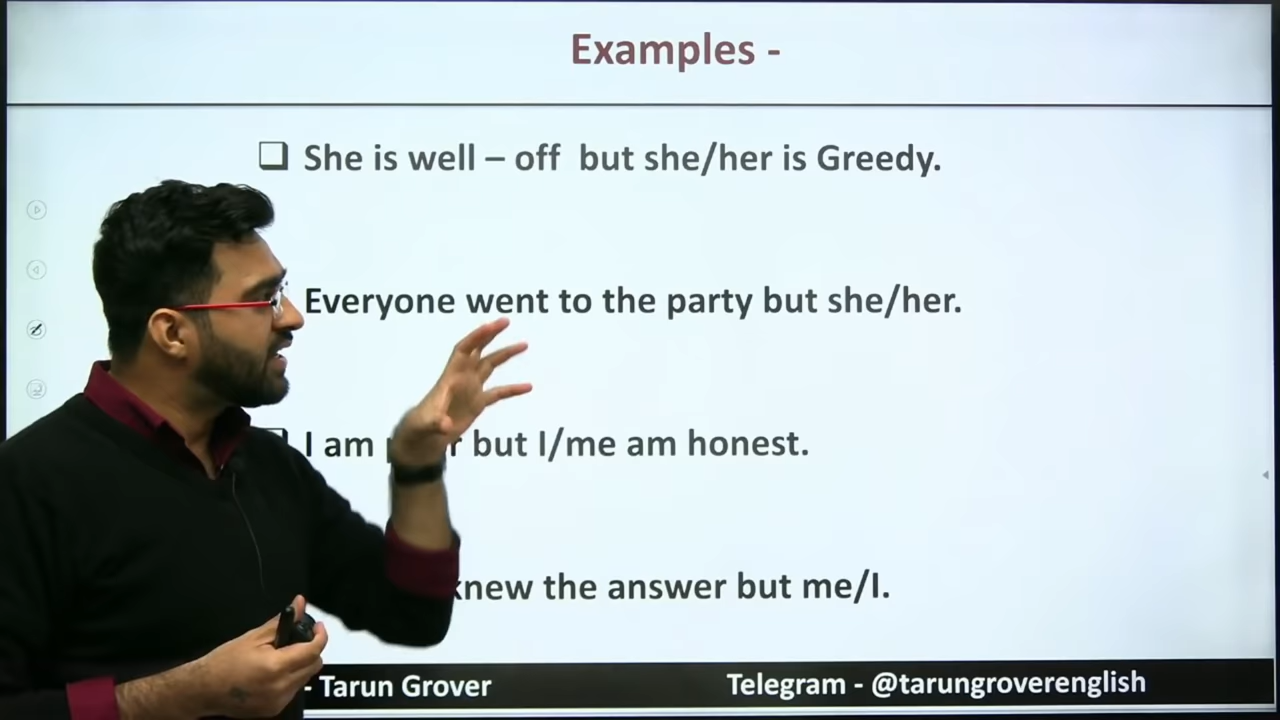 Examples -
She is well – off but she/her is Greedy.
Everyone went to the party but she/her.
I am but I/me am honest.
knew the answer but me/I.
- Tarun Grover
Telegram - @tarungroverenglish